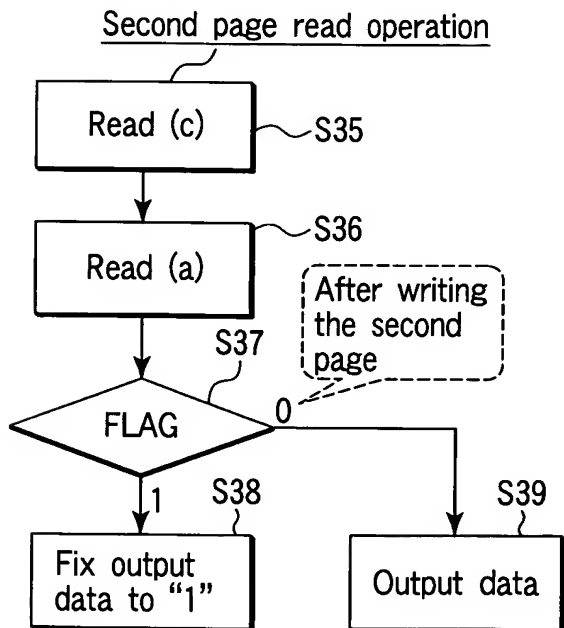 Second page read operation
Read (c)
S35
S36
Read (a)
After writing
the second
page
S37
0
FLAG
1
S38
S39
Fix output
data to “1”
Output data